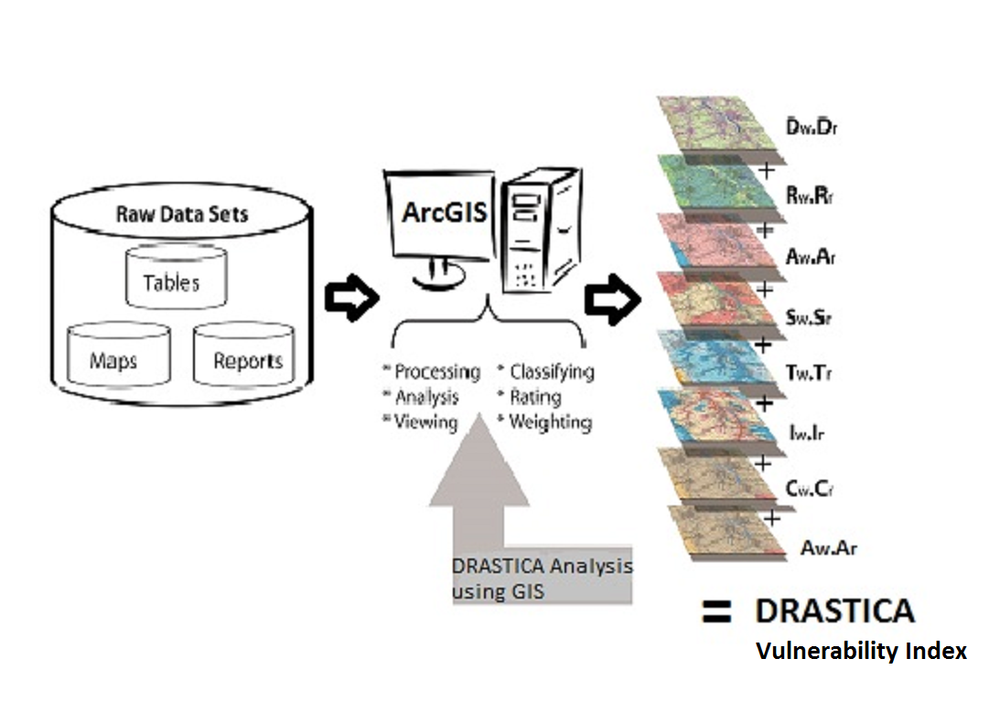 Raw Data Sets
Tables
Maps
Reports
ArcGIS
* Processing
* Analysis
* Viewing
* Classifying
* Rating
* Weighting
DRASTICA Analysis
using GIS
Dw.Dr
+
Rw.Rr
+
Aw.Ar
+
Sw.Sr
+
Tw.Tr
+
Iw.Ir
+
Cw.Cr
+
Aw.Ar
= DRASTICA
Vulnerability Index